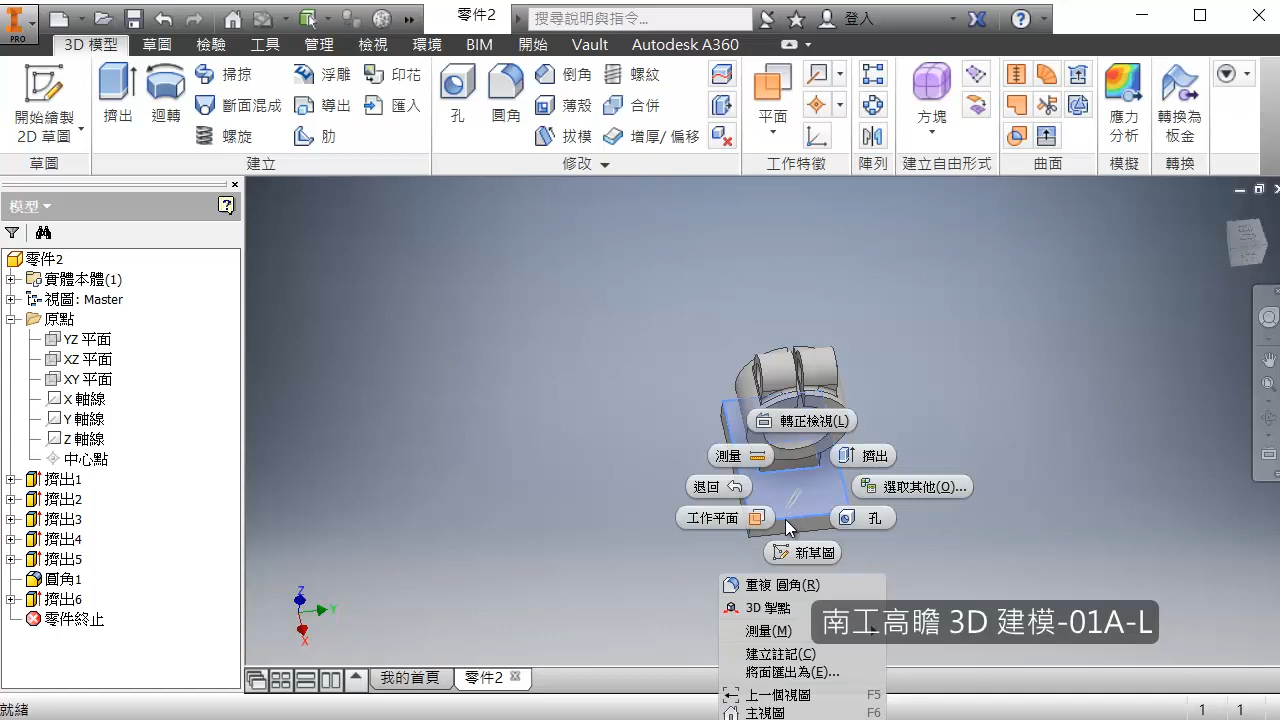 PRO
零件2
搜尋說明與指令...
登入
3D 模型
草圖
檢驗
工具
管理
檢視
環境
BIM
開始
Vault
Autodesk A360
開始繪製
2D 草圖
擠出
迴轉
掃掠
斷面混成
螺旋
浮雕
導出
肋
印花
匯入
孔
圓角
倒角
薄殼
拔模
螺紋
合併
增厚/ 偏移
平面
方塊
應力
分析
轉換為
板金
草圖
建立
修改
工作特徵
陣列
建立自由形式
曲面
模擬
轉換
模型
零件2
實體本體(1)
視圖: Master
原點
YZ 平面
XZ 平面
XY 平面
X 軸線
Y 軸線
Z 軸線
中心點
擠出1
擠出2
擠出3
擠出4
擠出5
圓角1
擠出6
零件終止
轉正檢視(L)
測量
擠出
退回
選取其他(O)...
工作平面
孔
新草圖
重複 圓角(R)
3D 掣點
測量(M)
建立註記(C)
將面匯出為(E)...
上一個視圖 F5
主視圖 F6
南工高瞻 3D 建模-01A-L
Z
Y
X
我的首頁
零件2
就緒
1 1